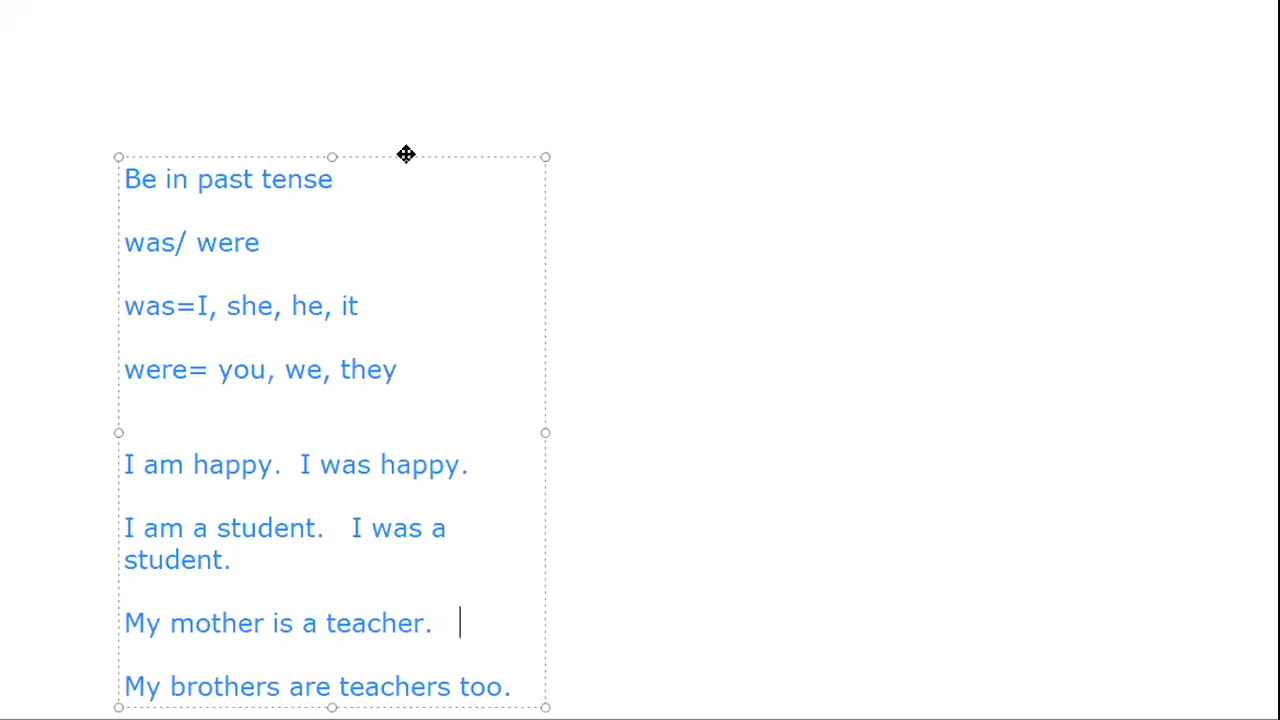 Be in past tense
was/ were
was=I, she, he, it
were= you, we, they
I am happy.  I was happy.
I am a student.   I was a
student.
My mother is a teacher.
My brothers are teachers too.